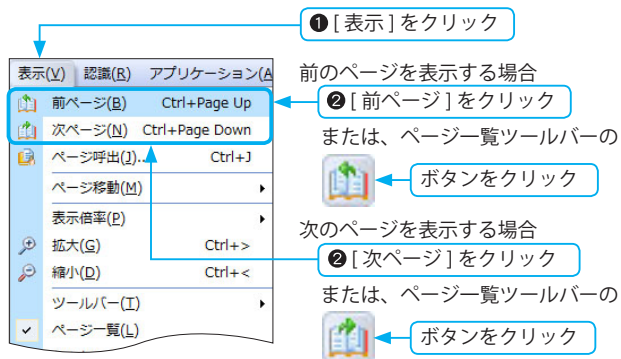 ❶ [ 表示 ] をクリック
表示(V) 認識(R) アプリケーション(A
前ページ(B) Ctrl+Page Up
次ページ(N) Ctrl+Page Down
ページ呼出(J)... Ctrl+J
ページ移動(M)
表示倍率(P)
拡大(G) Ctrl+>
縮小(D) Ctrl+<
ツールバー(T)
ページ一覧(L)
前のページを表示する場合
❷ [ 前ページ ] をクリック
または、ページ一覧ツールバーの
ボタンをクリック
次のページを表示する場合
❷ [ 次ページ ] をクリック
または、ページ一覧ツールバーの
ボタンをクリック